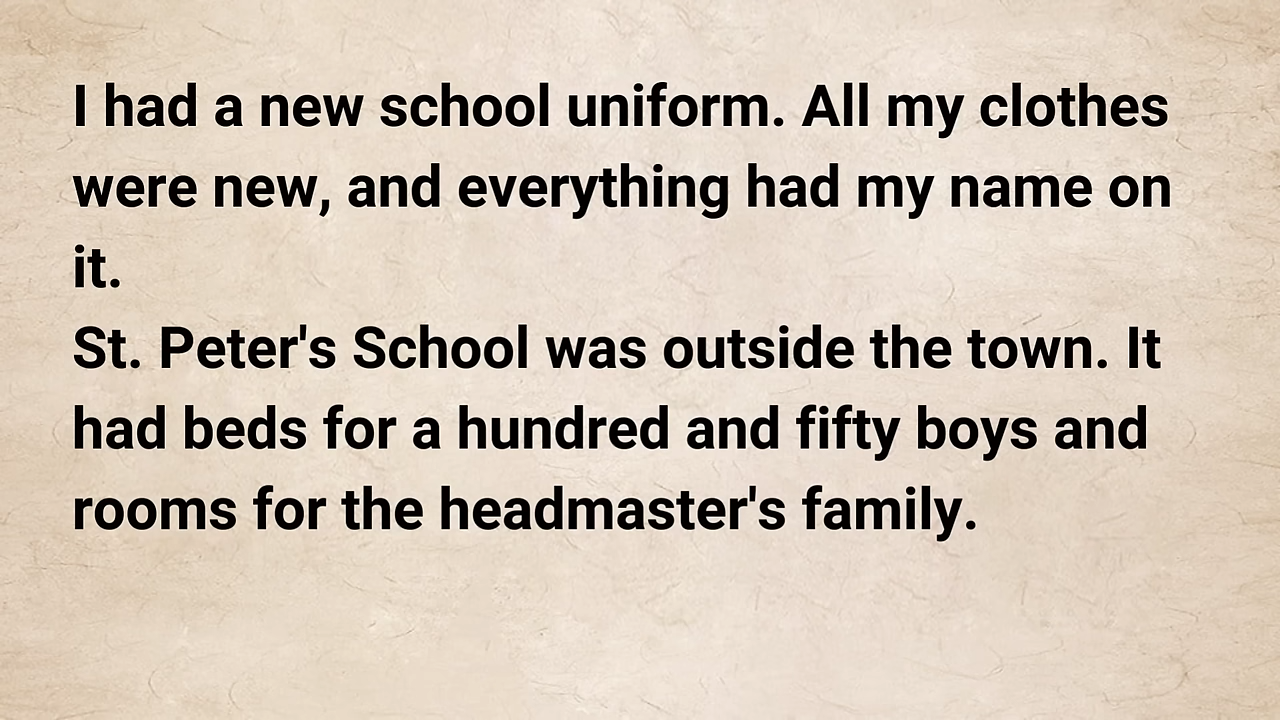 I had a new school uniform. All my clothes
were new, and everything had my name on
it.
St. Peter's School was outside the town. It
had beds for a hundred and fifty boys and
rooms for the headmaster's family.